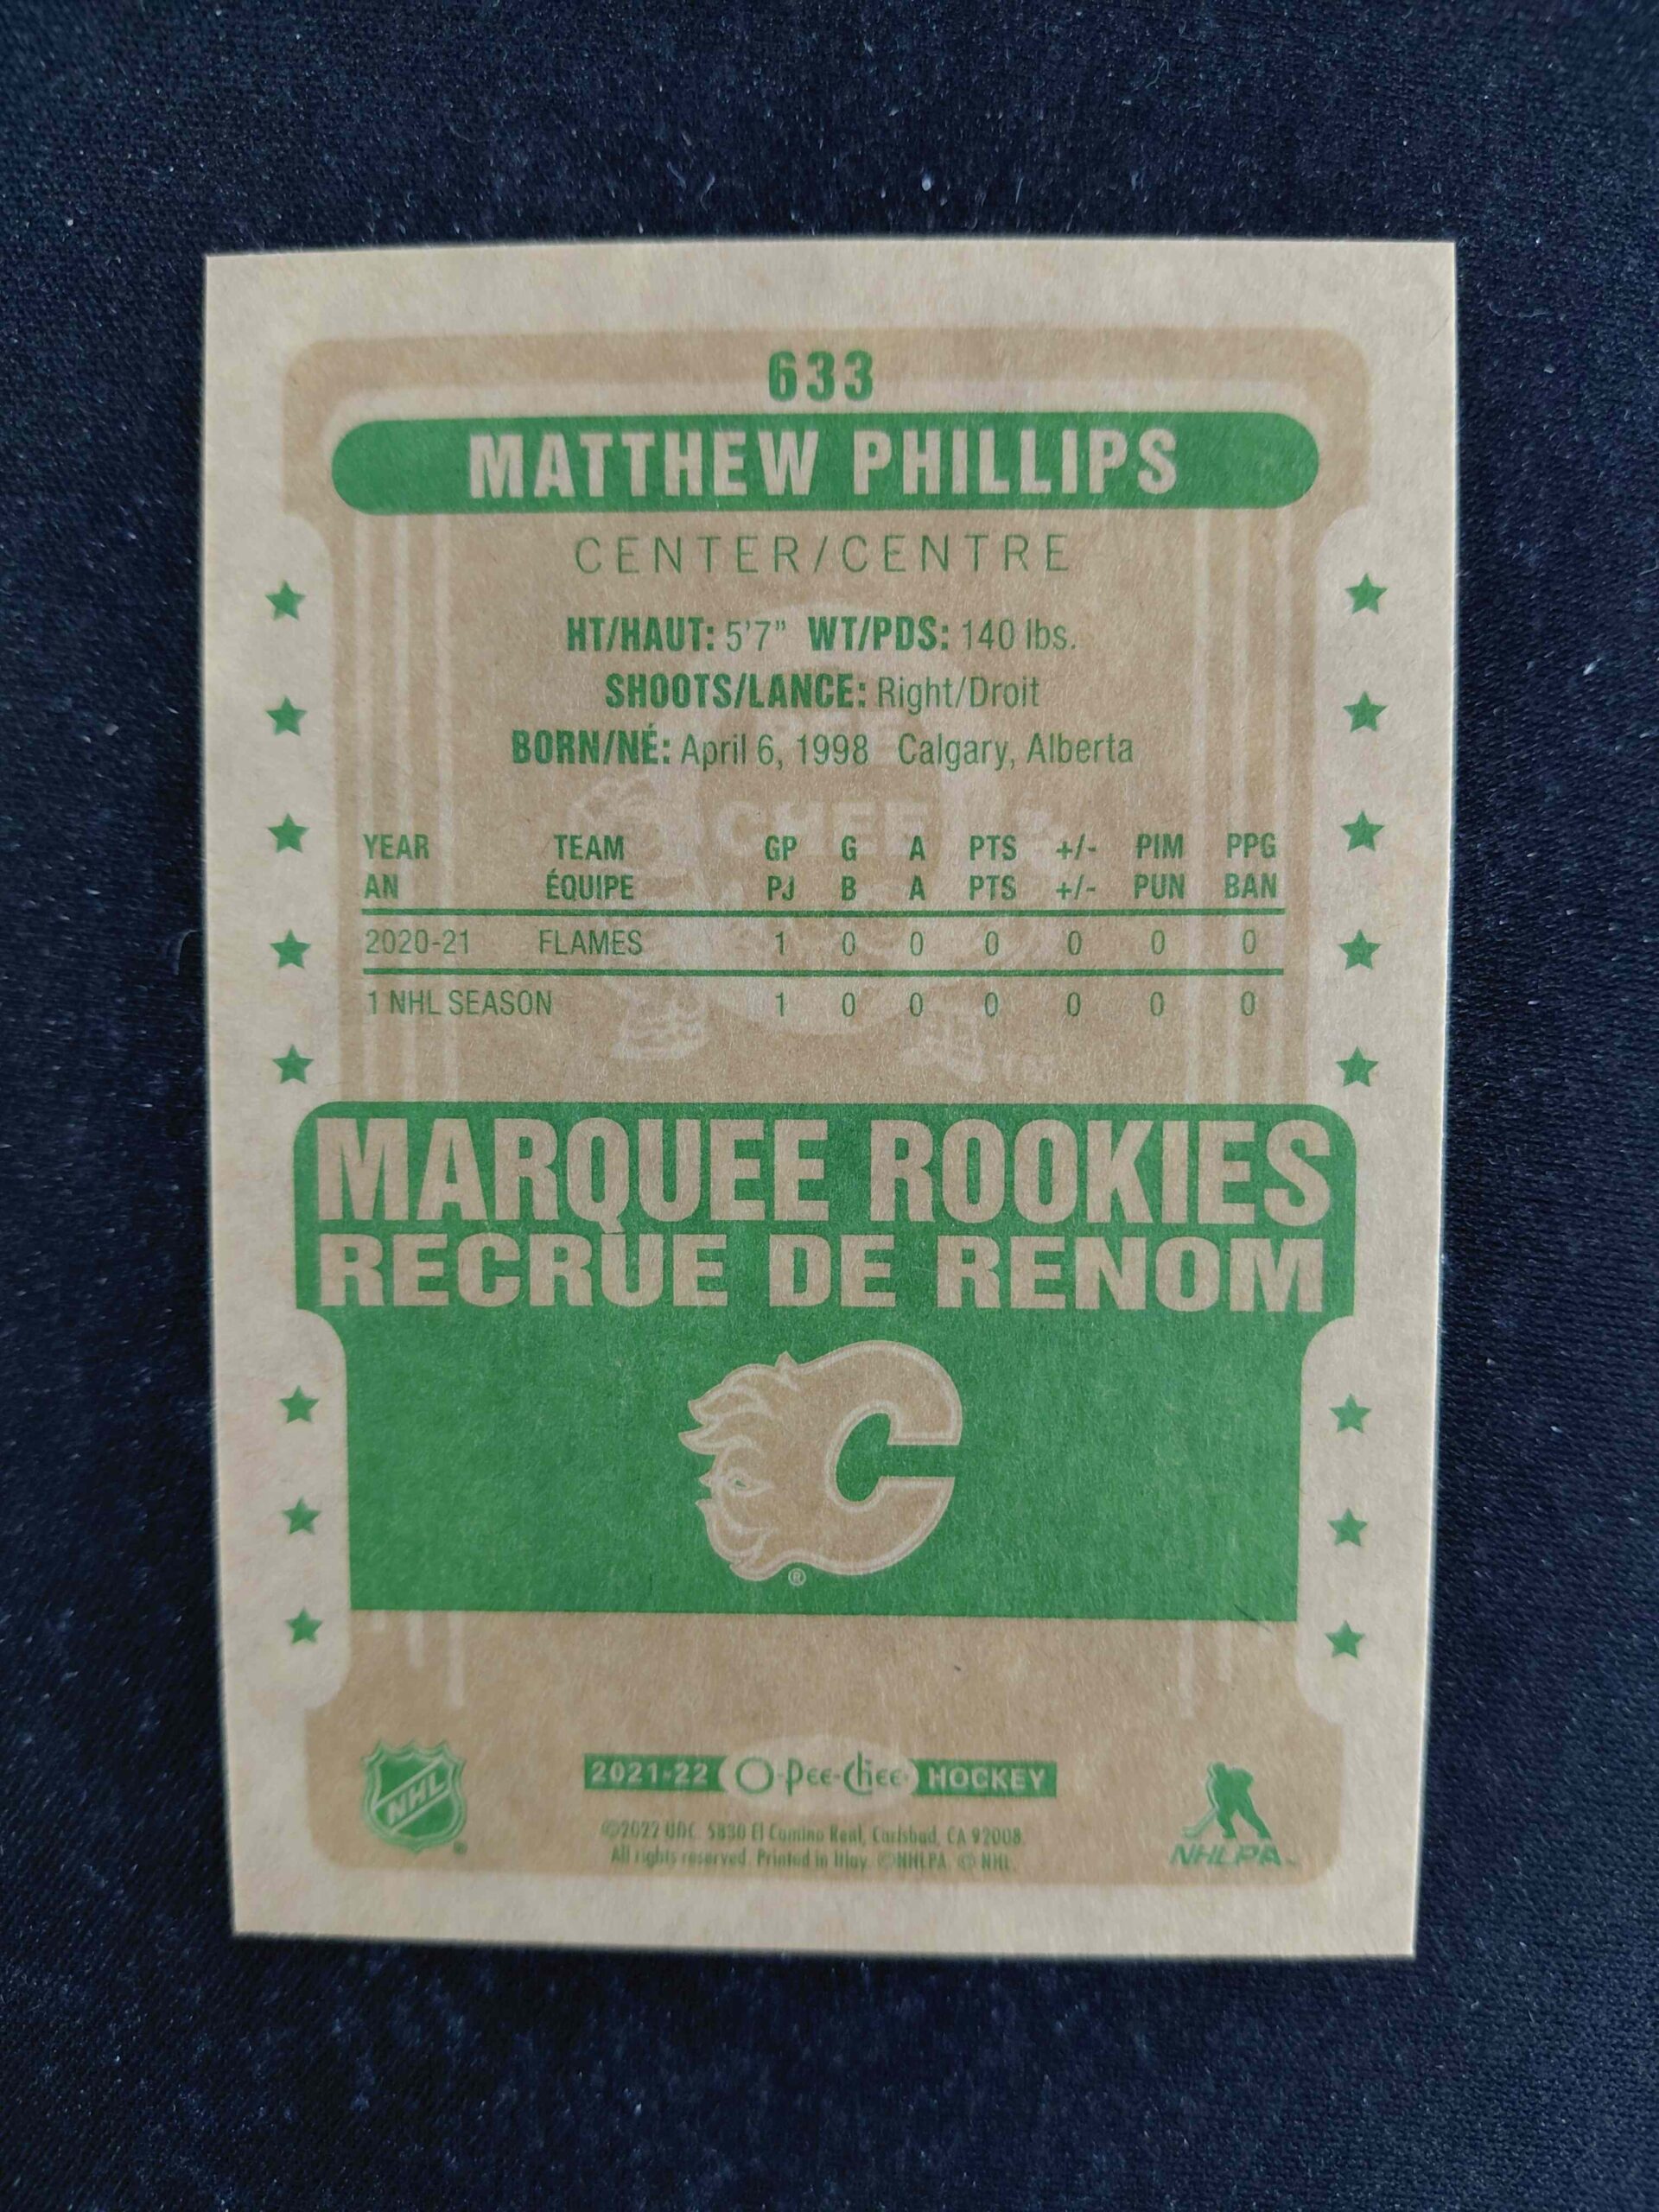 633
MATTHEW PHILLIPS
CENTER/CENTRE
HT/HAUT: 5'7" WT/PDS: 140 lbs.
SHOOTS/LANCE: Right/Droit
BORN/NÉ: April 6, 1998 Calgary, Alberta
CHEE
YEAR TEAM GP G A PTS +/- PIM PPG
AN ÉQUIPE PJ B A PTS +/- PUN BAN
2020-21 FLAMES 1 0 0 0 0 0 0
1 NHL SEASON 1 0 0 0 0 0 0
TM
MARQUEE ROOKIES
RECRUE DE RENOM
C
®
NHL
2021-22 O-Pee-Chee HOCKEY
©2022 UDC. 5830 El Camino Real, Carlsbad, CA 92008.
All rights reserved. Printed in Italy. ©NHLPA. © NHL.
NHLPA